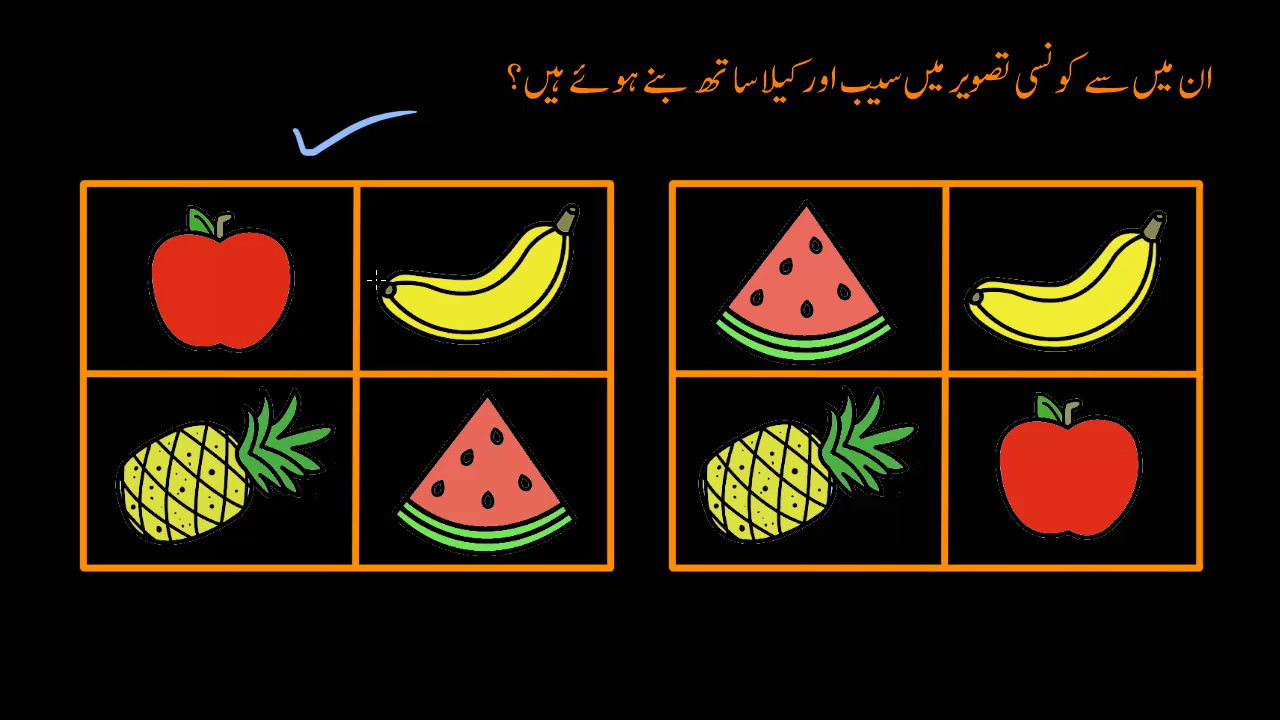 ان میں سے کونسی تصویر میں سیب اور کیلا ساتھ بنے ہوئے ہیں؟